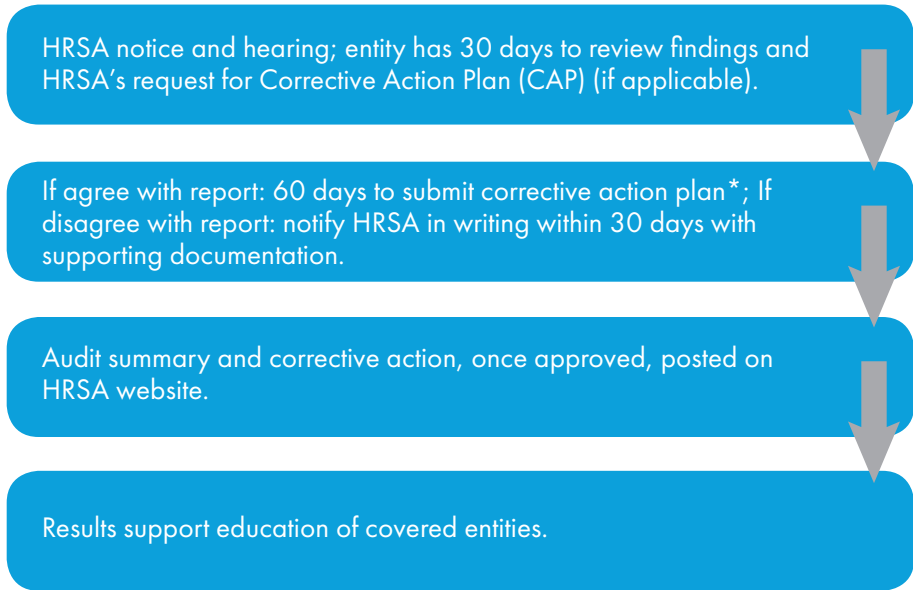 HRSA notice and hearing; entity has 30 days to review findings and
HRSA’s request for Corrective Action Plan (CAP) (if applicable).
If agree with report: 60 days to submit corrective action plan*; If
disagree with report: notify HRSA in writing within 30 days with
supporting documentation.
Audit summary and corrective action, once approved, posted on
HRSA website.
Results support education of covered entities.